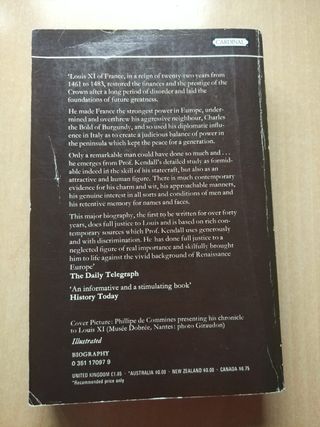 CARDINAL
'Louis XI of France, in a reign of twenty-two years from
1461 to 1483, restored the finances and the prestige of the
Crown after a long period of disorder and laid the
foundations of future greatness.
He made France the strongest power in Europe, under-
mined and overthrew his aggressive neighbour, Charles
the Bold of Burgundy, and so used his diplomatic influ-
ence in Italy as to create a judicious balance of power in
the peninsula which kept the peace for a generation.
Only a remarkable man could have done so much and . . .
he emerges from Prof. Kendall's detailed study as formid-
able indeed in the skill of his statecraft, but also as an
attractive and human figure. There is much contemporary
evidence for his charm and wit, his approachable manners,
his genuine interest in all sorts and conditions of men and
his retentive memory for names and faces.
This major biography, the first to be written for over forty
years, does full justice to Louis and is based on rich con-
temporary sources which Prof. Kendall uses generously
and with discrimination. He has done full justice to a
neglected figure of real importance and skilfully brought
him to life against the vivid background of Renaissance
Europe'
The Daily Telegraph
'An informative and a stimulating book'
History Today
Cover Picture: Phillipe de Commines presenting his chronicle
to Louis XI (Musée Dobrée, Nantes: photo Giraudon)
Illustrated
BIOGRAPHY
0 351 17097 9
UNITED KINGDOM £1.95 · *AUSTRALIA $0.00 · NEW ZEALAND $0.00 · CANADA $6.75
*Recommended price only